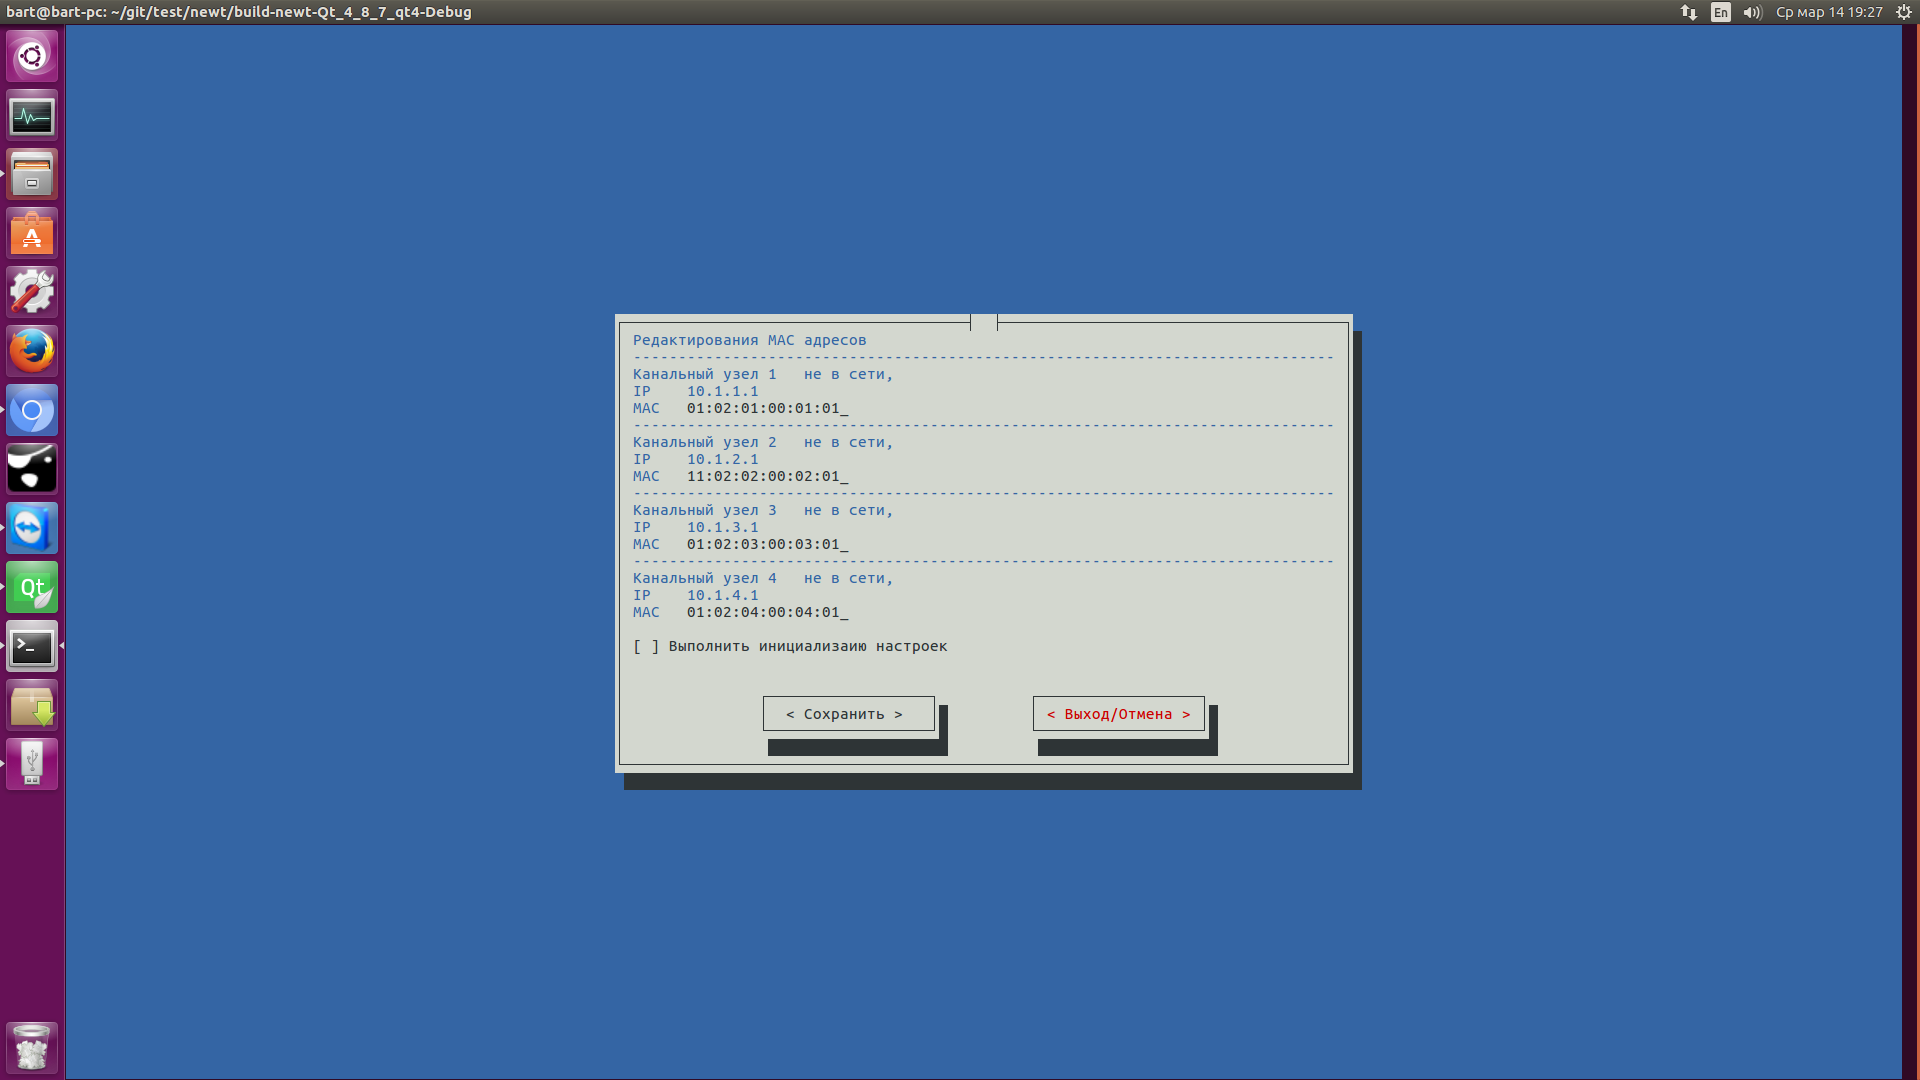 bart@bart-pc: ~/git/test/newt/build-newt-Qt_4_8_7_qt4-Debug
En
Ср мар 14 19:27
Редактирования MAC адресов
------------------------------------------------------------------------------
Канальный узел 1   не в сети,
IP    10.1.1.1
MAC   01:02:01:00:01:01_
------------------------------------------------------------------------------
Канальный узел 2   не в сети,
IP    10.1.2.1
MAC   11:02:02:00:02:01_
------------------------------------------------------------------------------
Канальный узел 3   не в сети,
IP    10.1.3.1
MAC   01:02:03:00:03:01_
------------------------------------------------------------------------------
Канальный узел 4   не в сети,
IP    10.1.4.1
MAC   01:02:04:00:04:01_
[ ] Выполнить инициализаию настроек
< Сохранить >
< Выход/Отмена >
Qt
>_